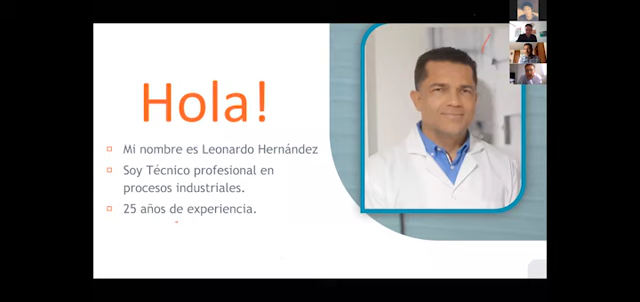 Hola!
Mi nombre es Leonardo Hernández
Soy Técnico profesional en
procesos industriales.
25 años de experiencia.